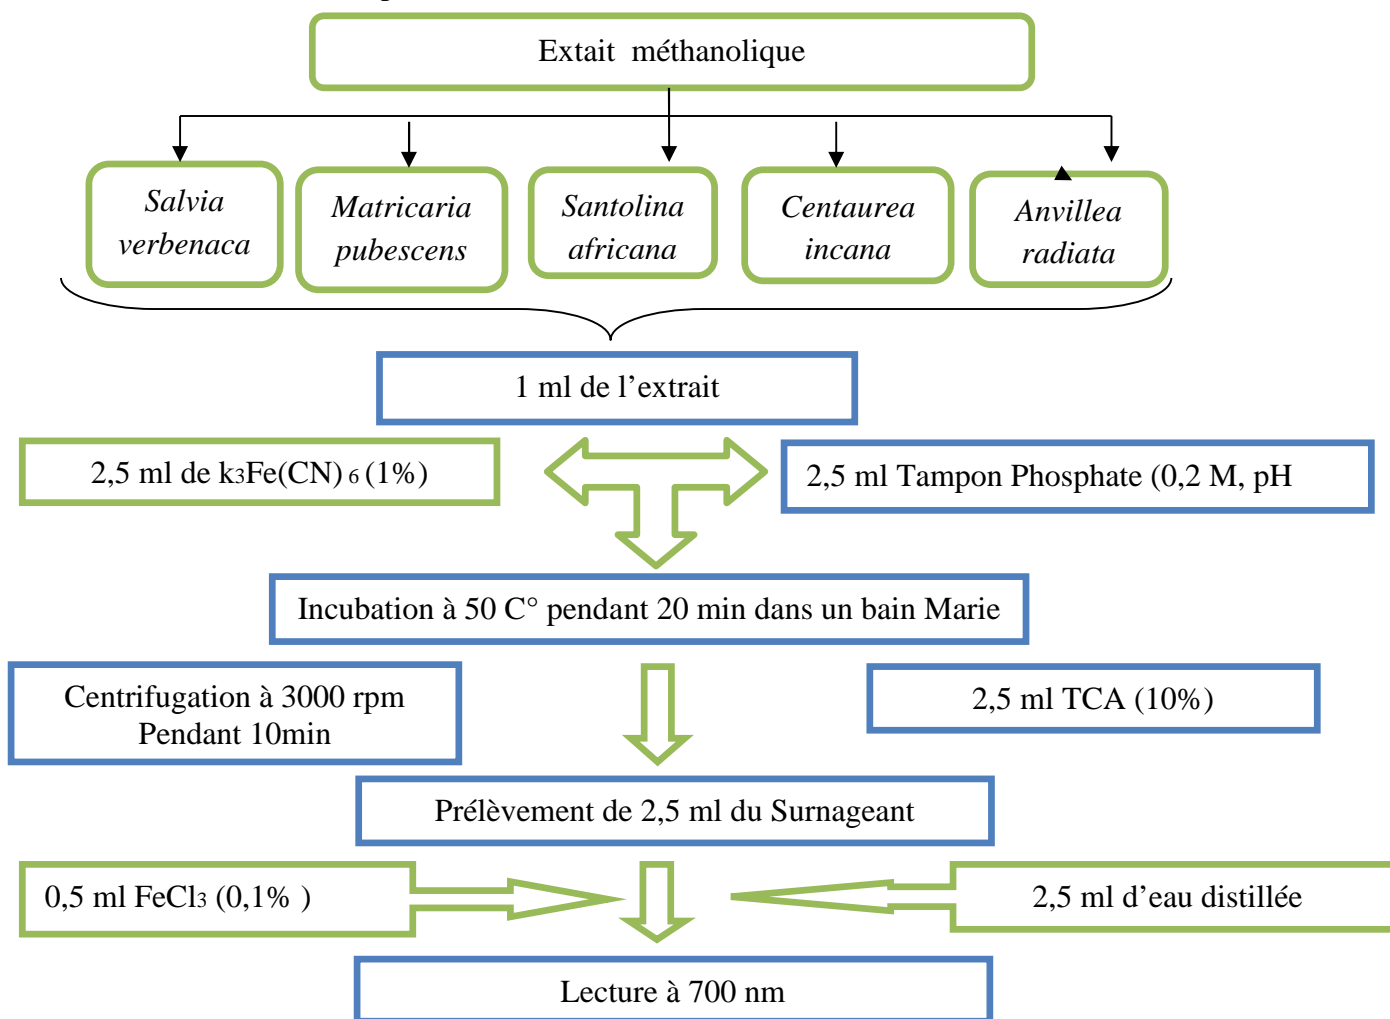 Extait méthanolique
Salvia
verbenaca
Matricaria
pubescens
Santolina
africana
Centaurea
incana
Anvillea
radiata
1 ml de l’extrait
2,5 ml de k₃Fe(CN) ₆ (1%)
2,5 ml Tampon Phosphate (0,2 M, pH
Incubation à 50 C° pendant 20 min dans un bain Marie
Centrifugation à 3000 rpm
Pendant 10min
2,5 ml TCA (10%)
Prélèvement de 2,5 ml du Surnageant
0,5 ml FeCl₃ (0,1% )
2,5 ml d’eau distillée
Lecture à 700 nm